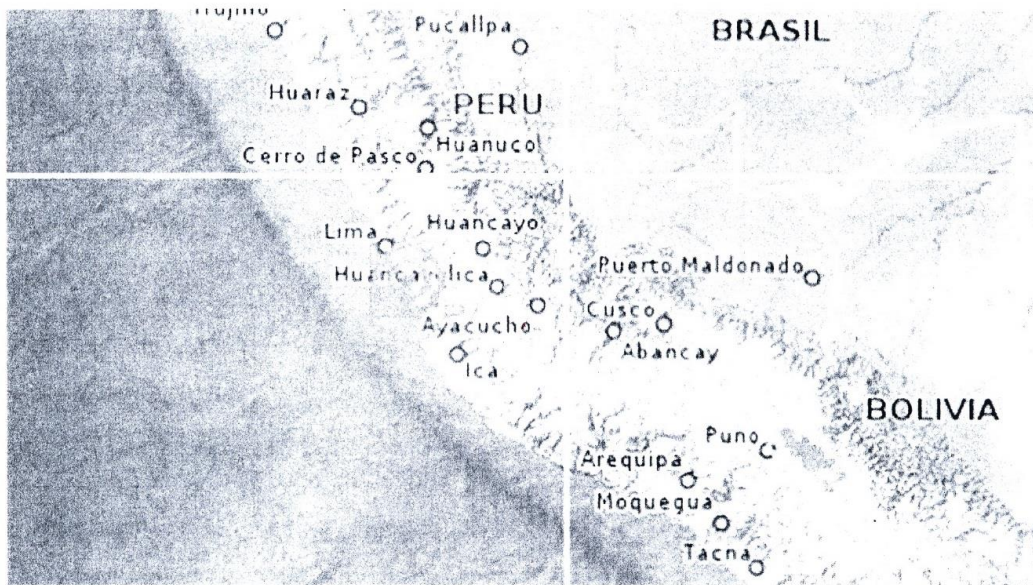 Trujillo
Pucallpa
BRASIL
Huaraz
PERU
Huanuco
Cerro de Pasco
Huancayo
Lima
Puerto Maldonado
Cusco
Ayacucho
Abancay
Ica
BOLIVIA
Puno
Arequipa
Moquegua
Tacna